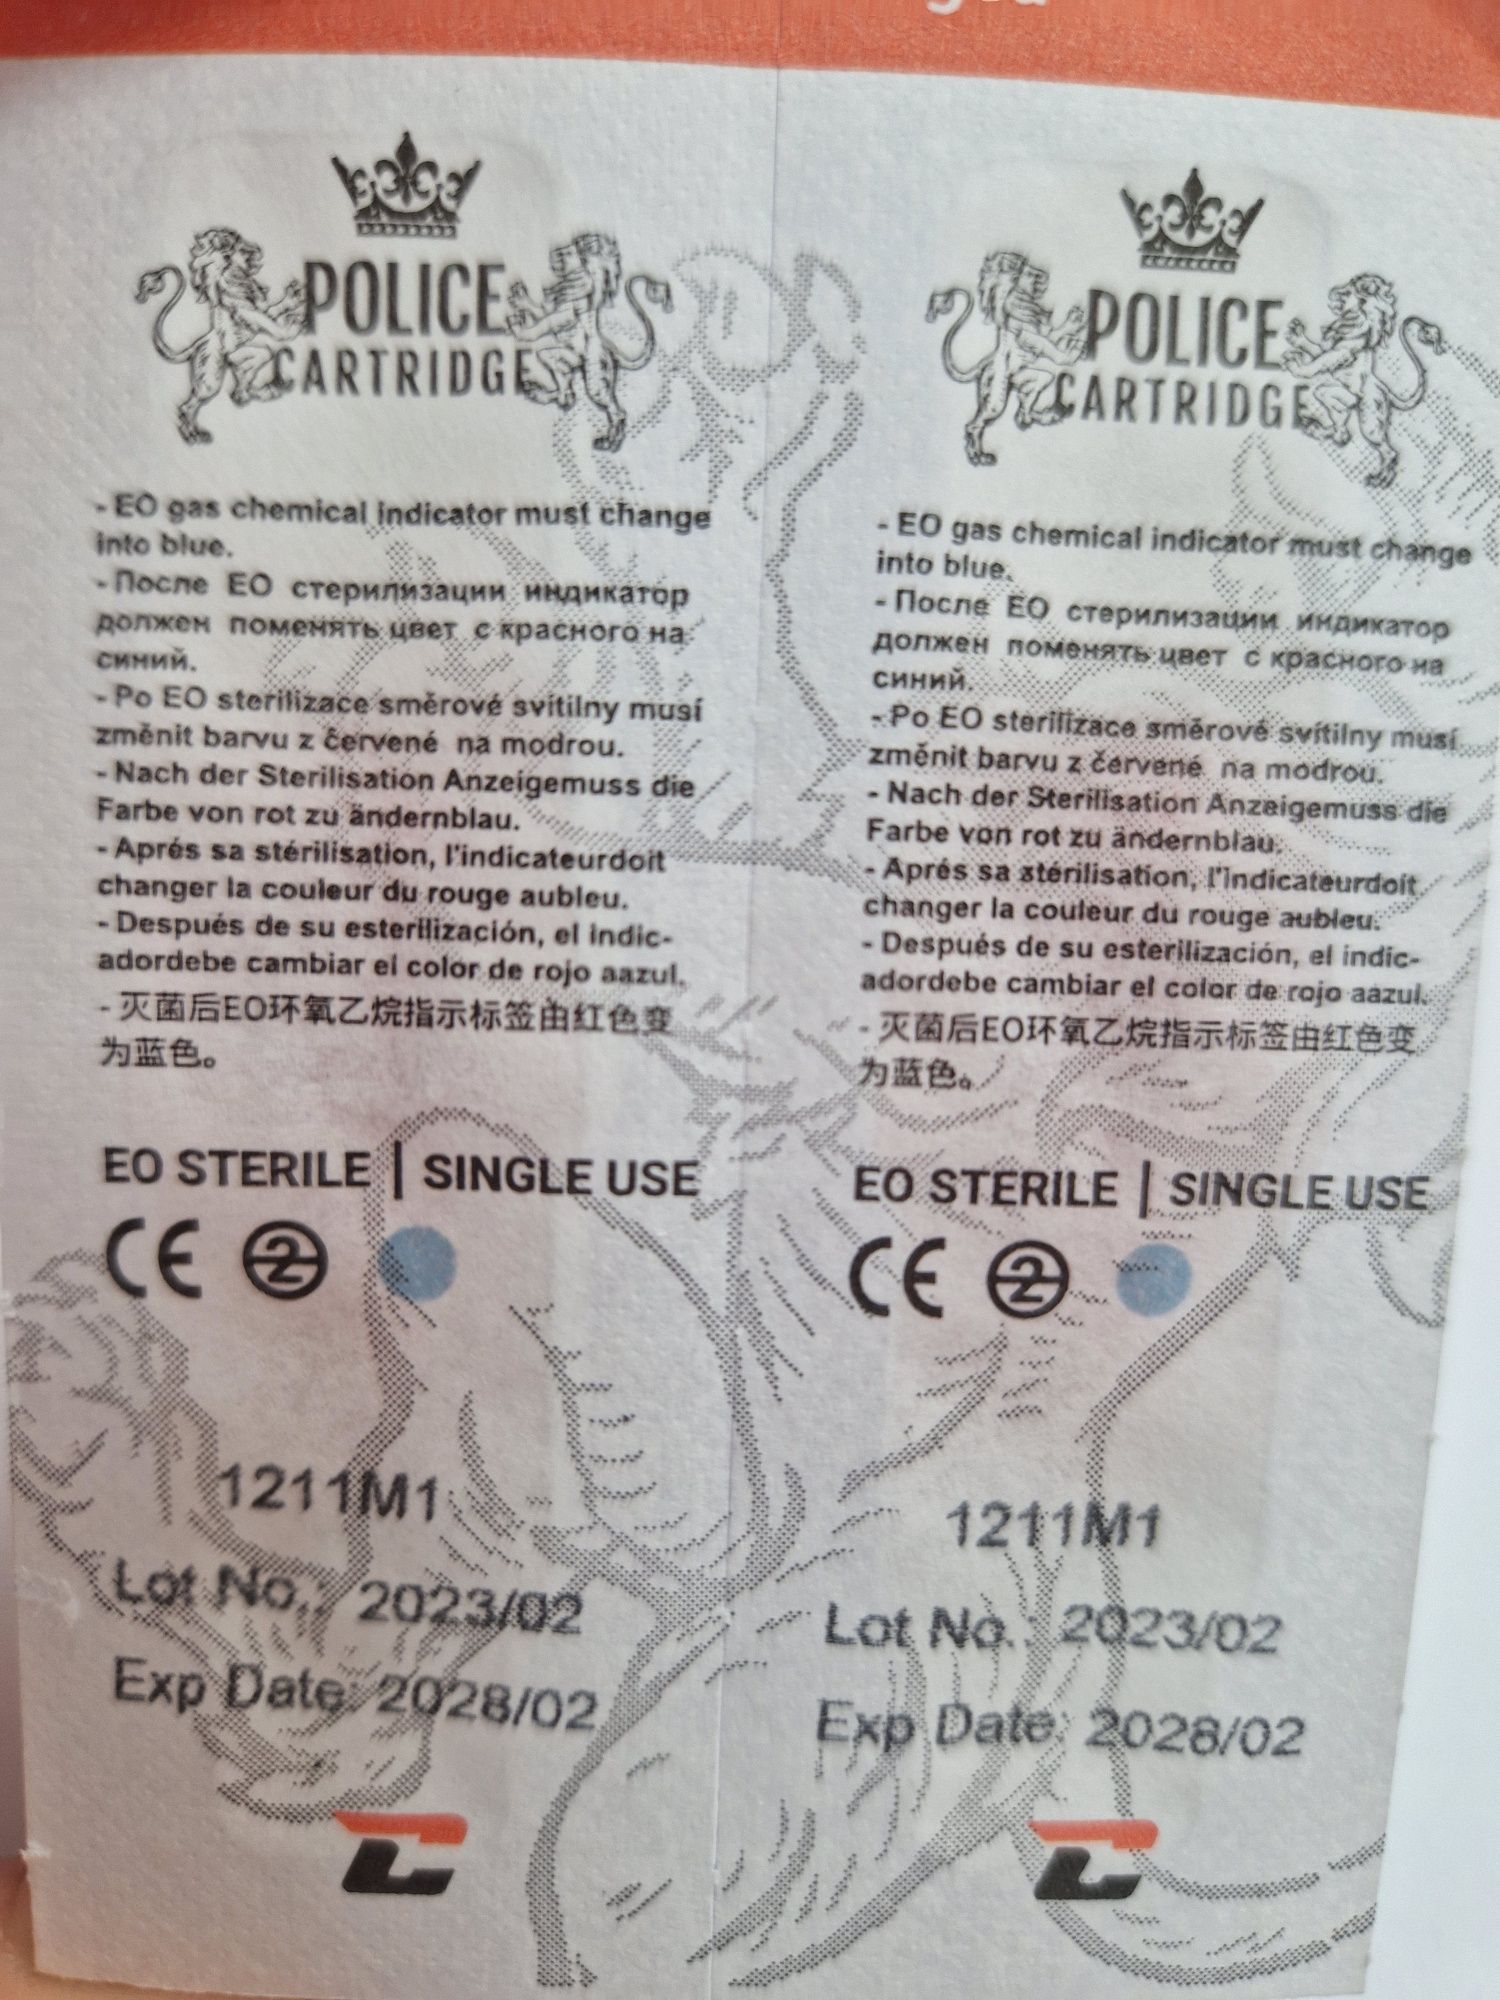 POLICE
CARTRIDGE
- EO gas chemical indicator must change
into blue.
- После EO стерилизации индикатор
должен поменять цвет с красного на
синий.
- Po EO sterilizace směrové svítilny musí
změnit barvu z červené na modrou.
- Nach der Sterilisation Anzeigemuss die
Farbe von rot zu ändernblau.
- Aprés sa stérilisation, l'indicateurdoit
changer la couleur du rouge aubleu.
- Después de su esterilización, el indic-
adordebe cambiar el color de rojo aazul.
- 灭菌后EO环氧乙烷指示标签由红色变
为蓝色。
EO STERILE | SINGLE USE
CE 2
1211M1
Lot No.: 2023/02
Exp Date: 2028/02
POLICE
CARTRIDGE
- EO gas chemical indicator must change
into blue.
- После EO стерилизации индикатор
должен поменять цвет с красного на
синий.
- Po EO sterilizace směrové svítilny musí
změnit barvu z červené na modrou.
- Nach der Sterilisation Anzeigemuss die
Farbe von rot zu ändernblau.
- Aprés sa stérilisation, l'indicateurdoit
changer la couleur du rouge aubleu.
- Después de su esterilización, el indic-
adordebe cambiar el color de rojo aazul.
- 灭菌后EO环氧乙烷指示标签由红色变
为蓝色。
EO STERILE | SINGLE USE
CE 2
1211M1
Lot No.: 2023/02
Exp Date: 2028/02